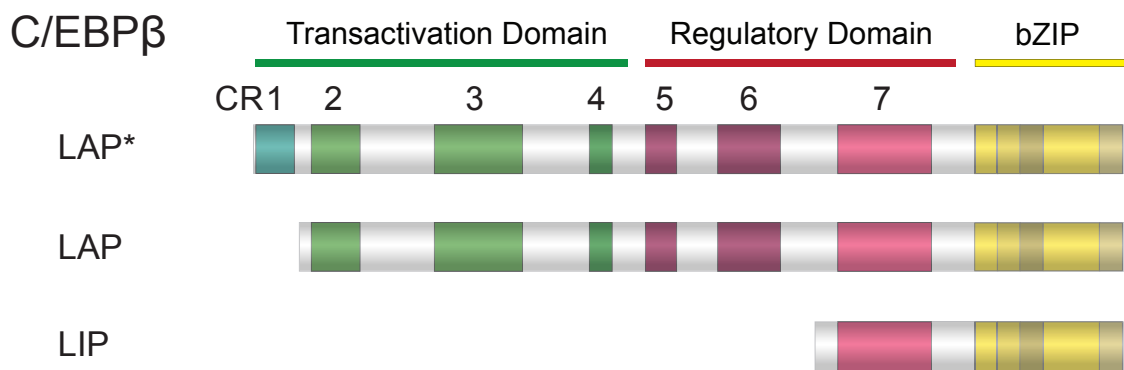 C/EBPβ
Transactivation Domain Regulatory Domain bZIP
CR1 2 3 4 5 6 7
LAP*
LAP
LIP